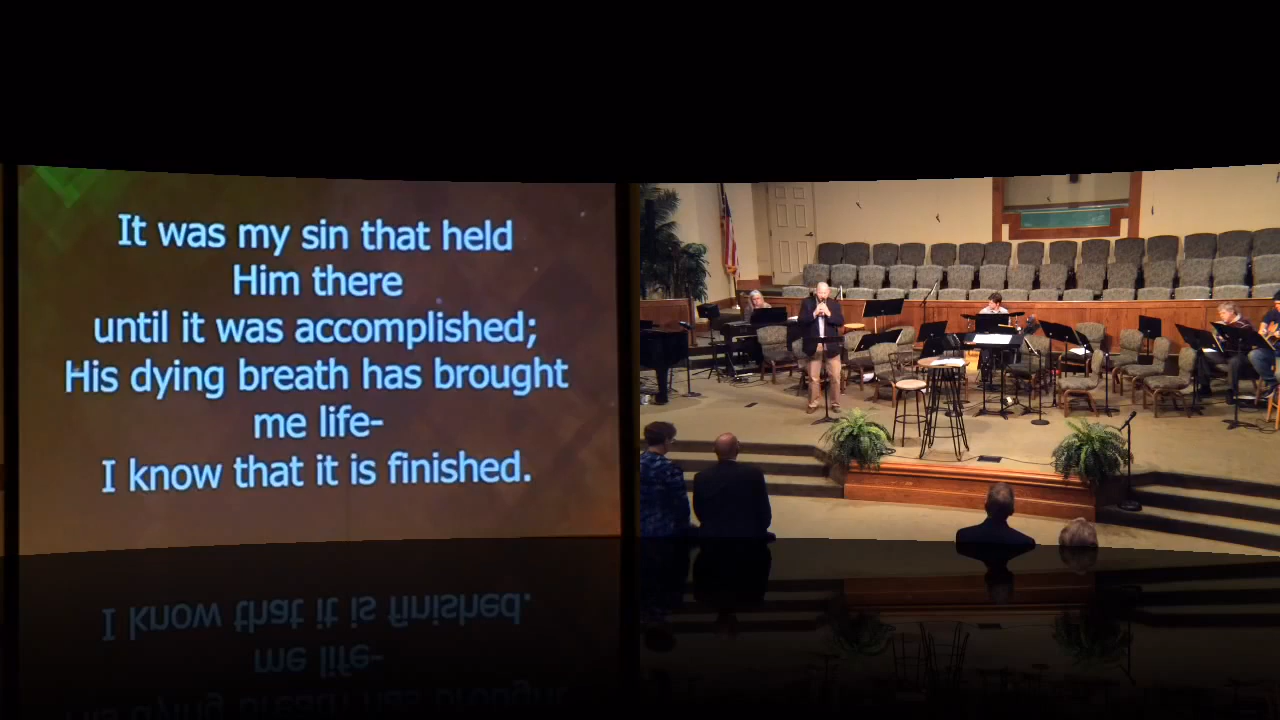 It was my sin that held
Him there
until it was accomplished;
His dying breath has brought
me life-
I know that it is finished.